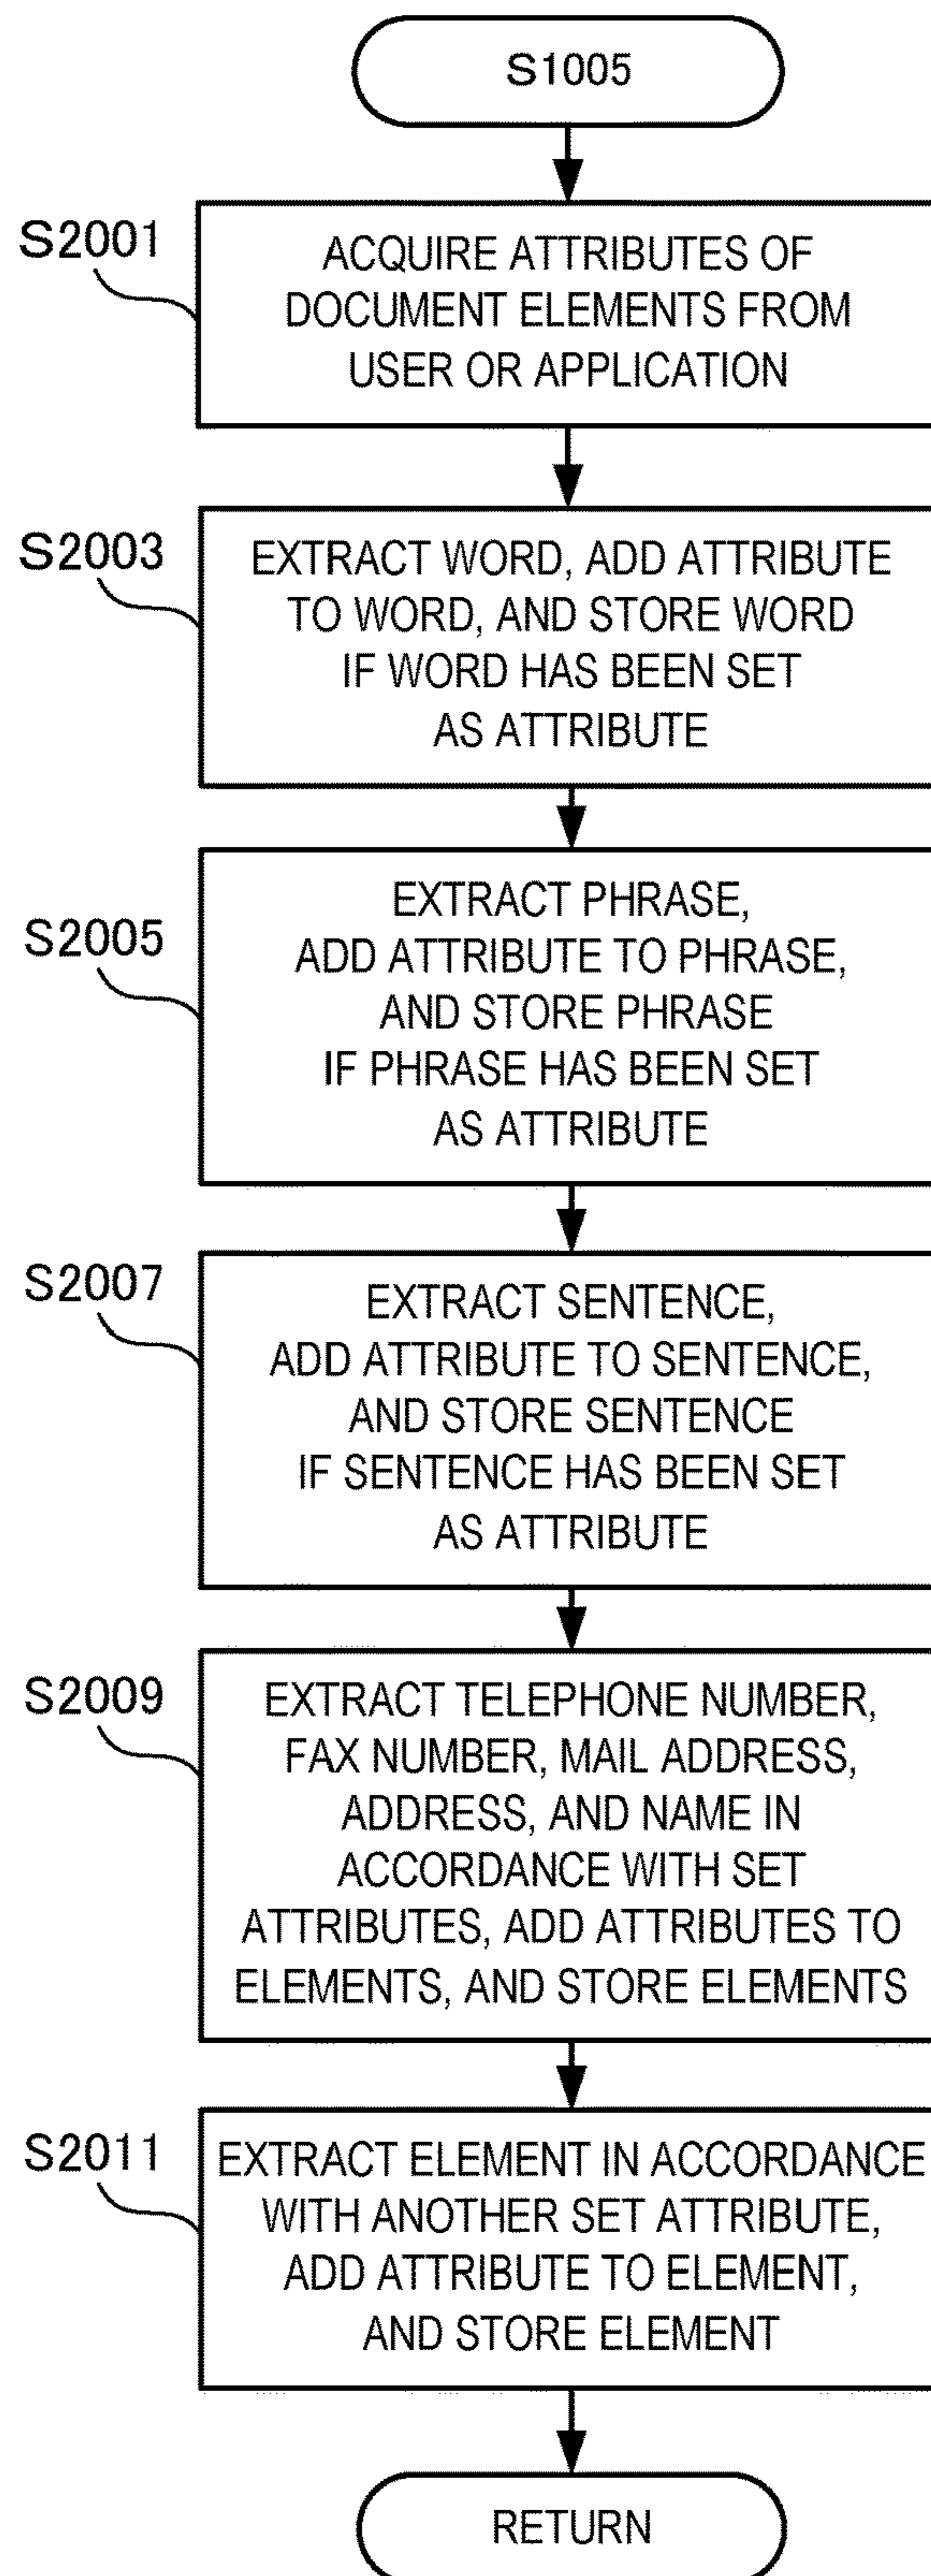 S1005
S2001
ACQUIRE ATTRIBUTES OF
DOCUMENT ELEMENTS FROM
USER OR APPLICATION
S2003
EXTRACT WORD, ADD ATTRIBUTE
TO WORD, AND STORE WORD
IF WORD HAS BEEN SET
AS ATTRIBUTE
S2005
EXTRACT PHRASE,
ADD ATTRIBUTE TO PHRASE,
AND STORE PHRASE
IF PHRASE HAS BEEN SET
AS ATTRIBUTE
S2007
EXTRACT SENTENCE,
ADD ATTRIBUTE TO SENTENCE,
AND STORE SENTENCE
IF SENTENCE HAS BEEN SET
AS ATTRIBUTE
S2009
EXTRACT TELEPHONE NUMBER,
FAX NUMBER, MAIL ADDRESS,
ADDRESS, AND NAME IN
ACCORDANCE WITH SET
ATTRIBUTES, ADD ATTRIBUTES TO
ELEMENTS, AND STORE ELEMENTS
S2011
EXTRACT ELEMENT IN ACCORDANCE
WITH ANOTHER SET ATTRIBUTE,
ADD ATTRIBUTE TO ELEMENT,
AND STORE ELEMENT
RETURN